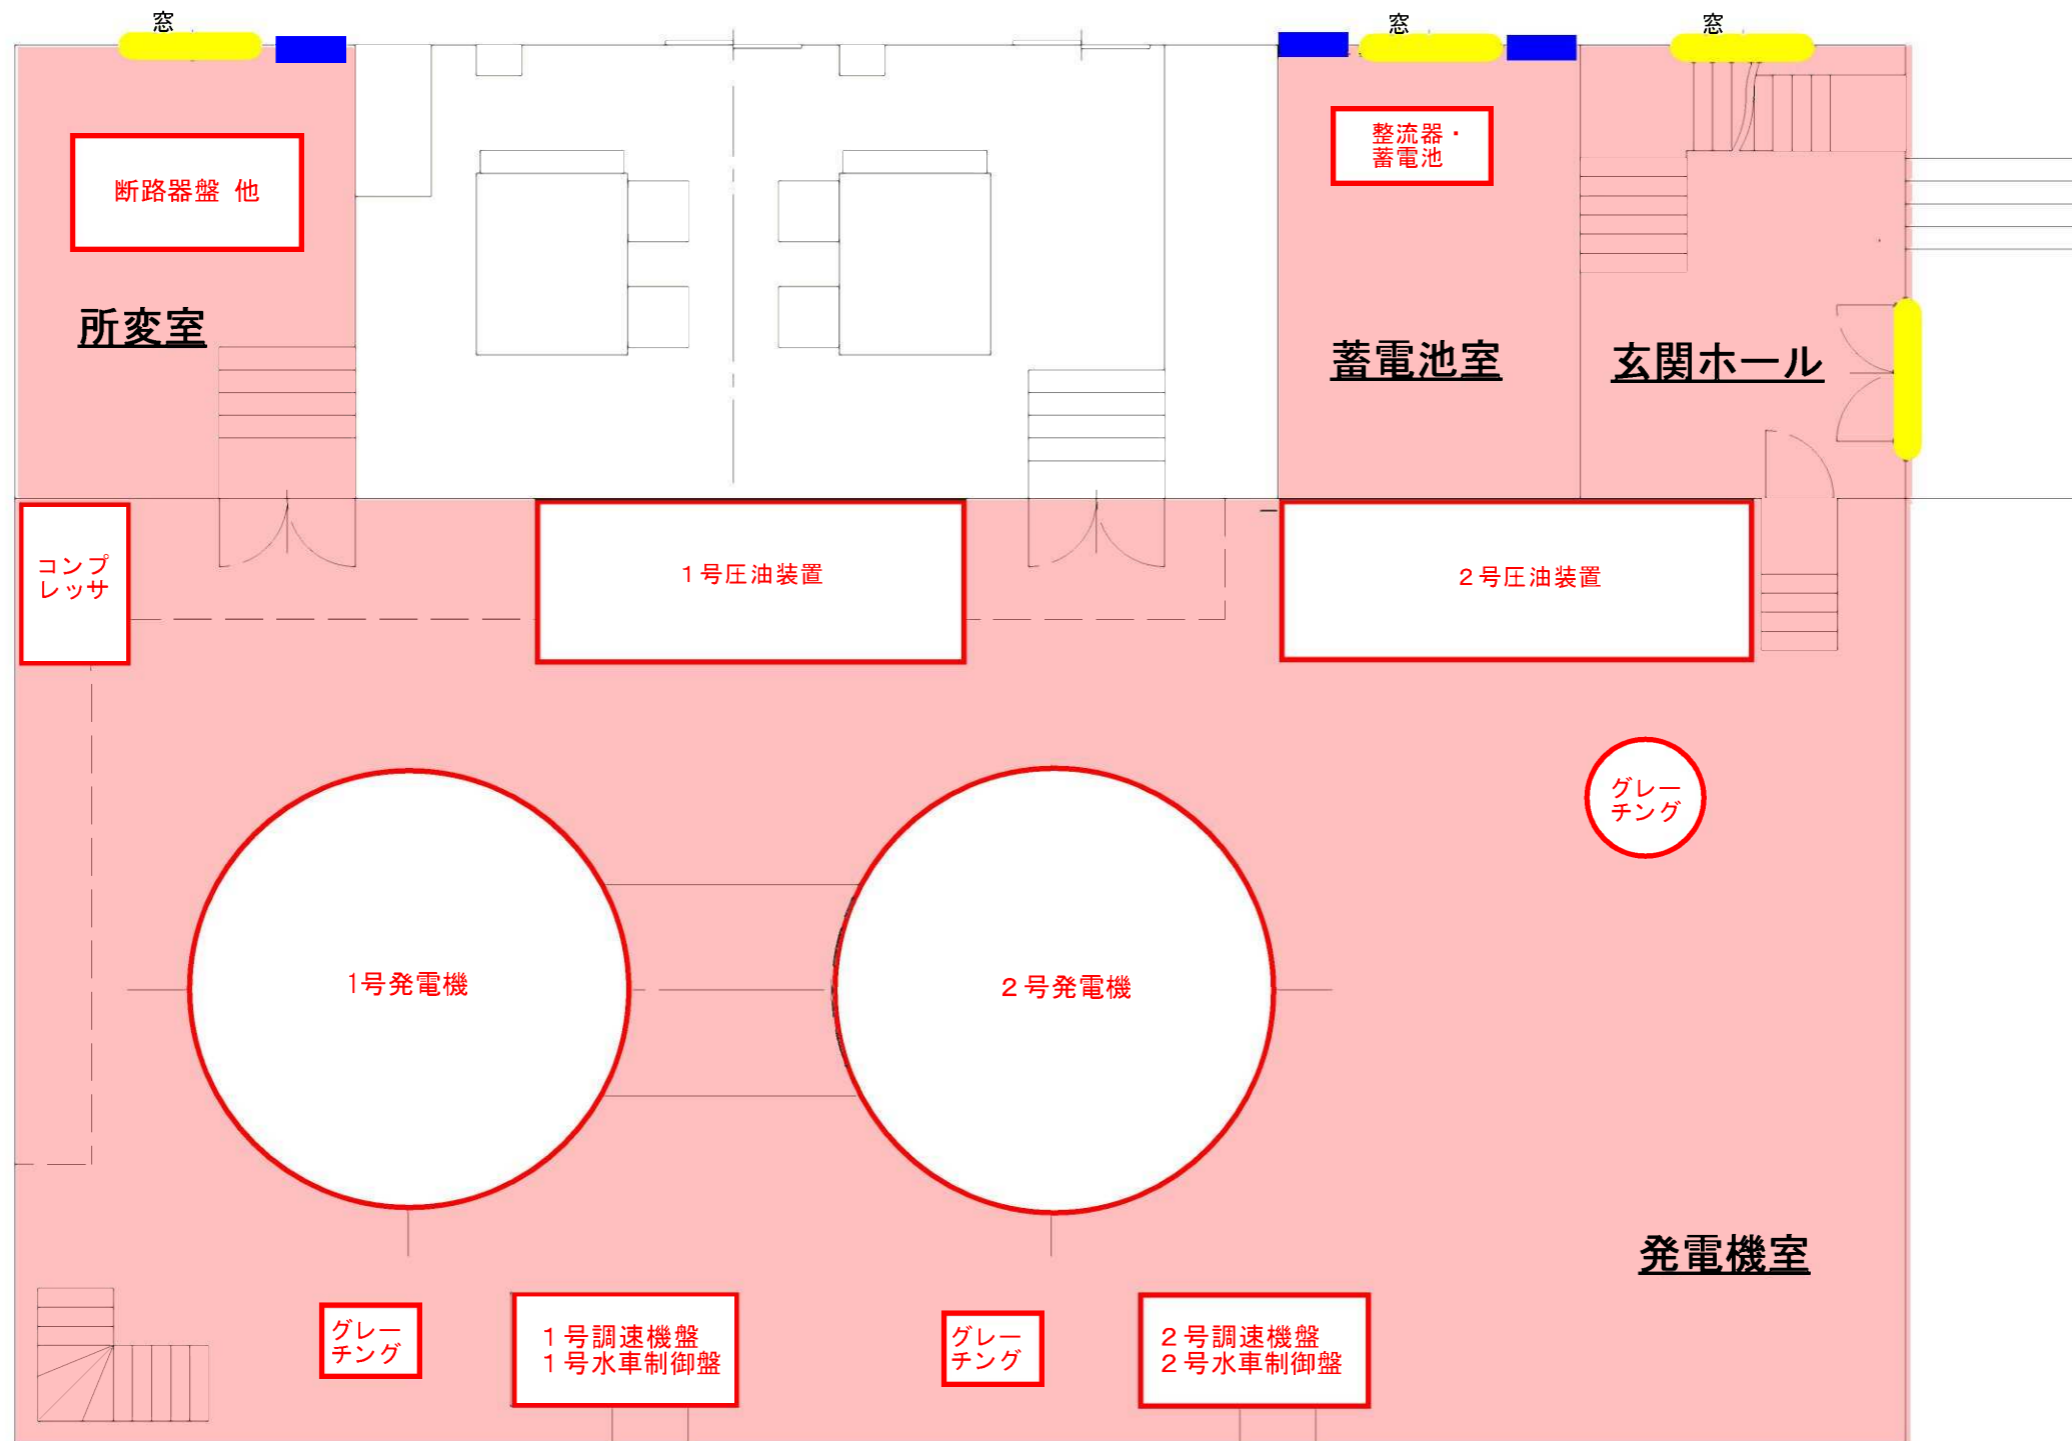 窓
窓
窓
断路器盤 他
整流器・
蓄電池
所変室
蓄電池室
玄関ホール
コンプ
レッサ
1号圧油装置
2号圧油装置
グレー
チング
1号発電機
2号発電機
発電機室
グレー
チング
1号調速機盤
1号水車制御盤
グレー
チング
2号調速機盤
2号水車制御盤